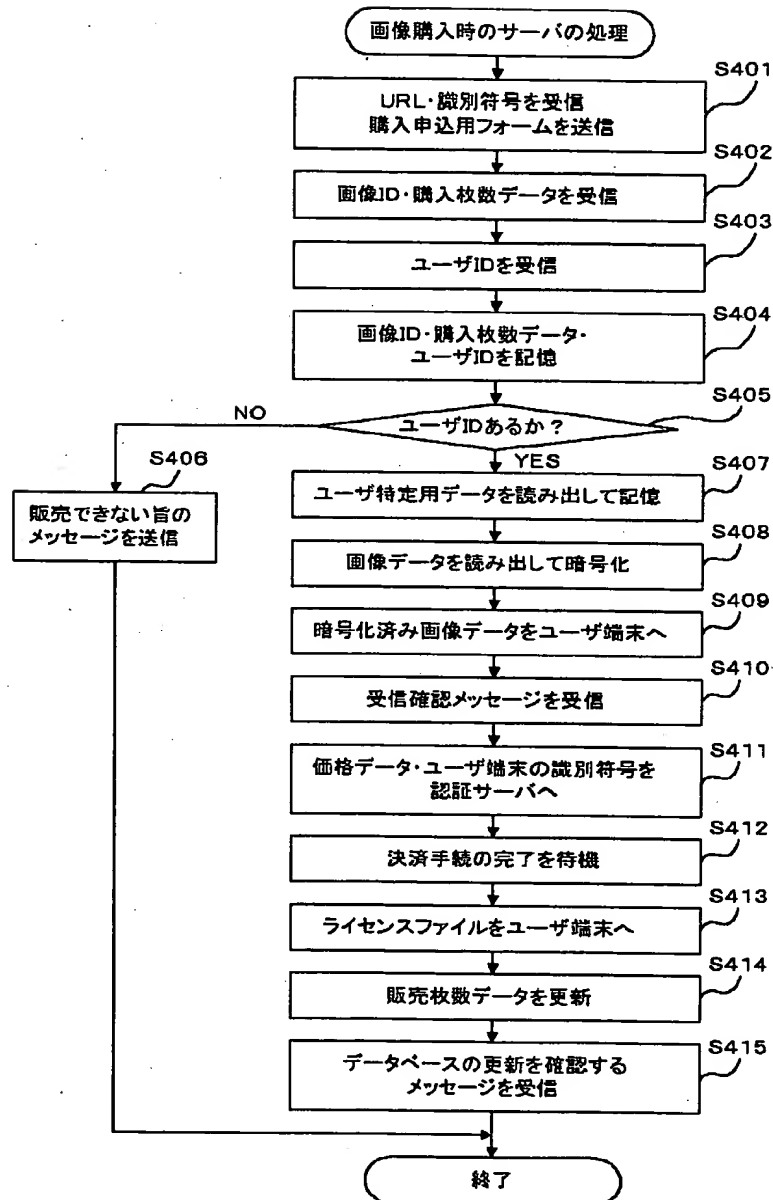 画像購入時のサーバの処理
S401
URL・識別符号を受信
購入申込用フォームを送信
S402
画像ID・購入枚数データを受信
S403
ユーザIDを受信
S404
画像ID・購入枚数データ・
ユーザIDを記憶
S405
ユーザIDあるか？
NO
YES
S406
販売できない旨の
メッセージを送信
S407
ユーザ特定用データを読み出して記憶
S408
画像データを読み出して暗号化
S409
暗号化済み画像データをユーザ端末へ
S410
受信確認メッセージを受信
S411
価格データ・ユーザ端末の識別符号を
認証サーバへ
S412
決済手続の完了を待機
S413
ライセンスファイルをユーザ端末へ
S414
販売枚数データを更新
S415
データベースの更新を確認する
メッセージを受信
終了